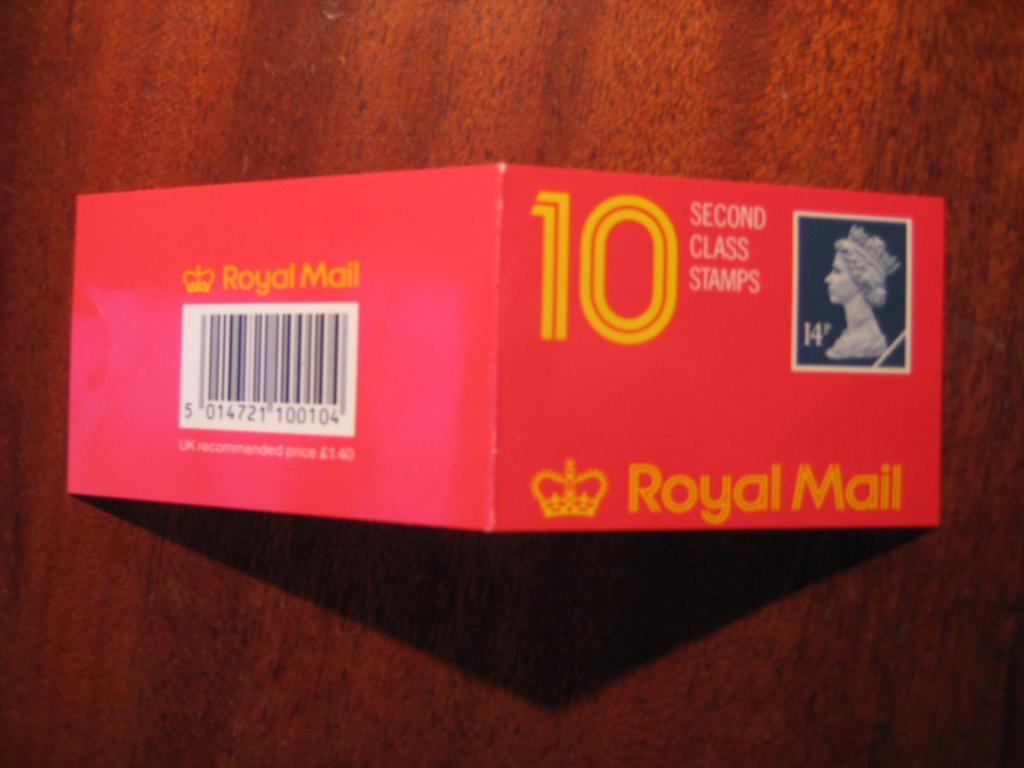 Royal Mail
5 014721 100104
UK recommended price £1.40
10
SECOND
CLASS
STAMPS
14P
Royal Mail